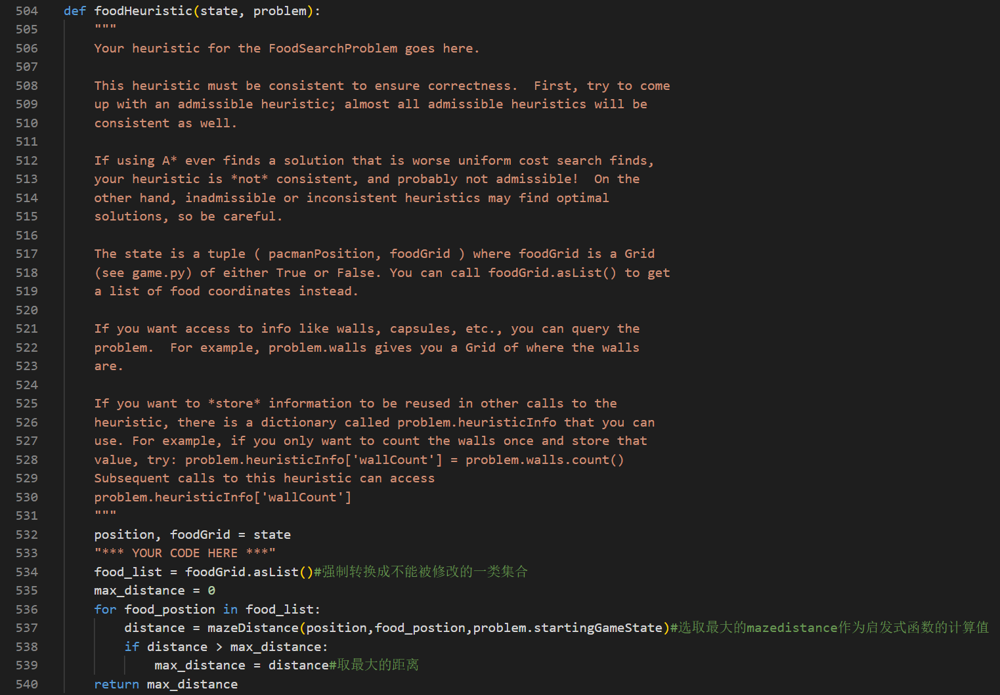 504 def foodHeuristic(state, problem):
505 """
506 Your heuristic for the FoodSearchProblem goes here.
507
508 This heuristic must be consistent to ensure correctness.  First, try to come
509 up with an admissible heuristic; almost all admissible heuristics will be
510 consistent as well.
511
512 If using A* ever finds a solution that is worse uniform cost search finds,
513 your heuristic is *not* consistent, and probably not admissible!  On the
514 other hand, inadmissible or inconsistent heuristics may find optimal
515 solutions, so be careful.
516
517 The state is a tuple ( pacmanPosition, foodGrid ) where foodGrid is a Grid
518 (see game.py) of either True or False. You can call foodGrid.asList() to get
519 a list of food coordinates instead.
520
521 If you want access to info like walls, capsules, etc., you can query the
522 problem.  For example, problem.walls gives you a Grid of where the walls
523 are.
524
525 If you want to *store* information to be reused in other calls to the
526 heuristic, there is a dictionary called problem.heuristicInfo that you can
527 use. For example, if you only want to count the walls once and store that
528 value, try: problem.heuristicInfo['wallCount'] = problem.walls.count()
529 Subsequent calls to this heuristic can access
530 problem.heuristicInfo['wallCount']
531 """
532 position, foodGrid = state
533 "*** YOUR CODE HERE ***"
534 food_list = foodGrid.asList()#强制转换成不能被修改的一类集合
535 max_distance = 0
536 for food_postion in food_list:
537 distance = mazeDistance(position,food_postion,problem.startingGameState)#选取最大的mazedistance作为启发式函数的计算值
538 if distance > max_distance:
539 max_distance = distance#取最大的距离
540 return max_distance